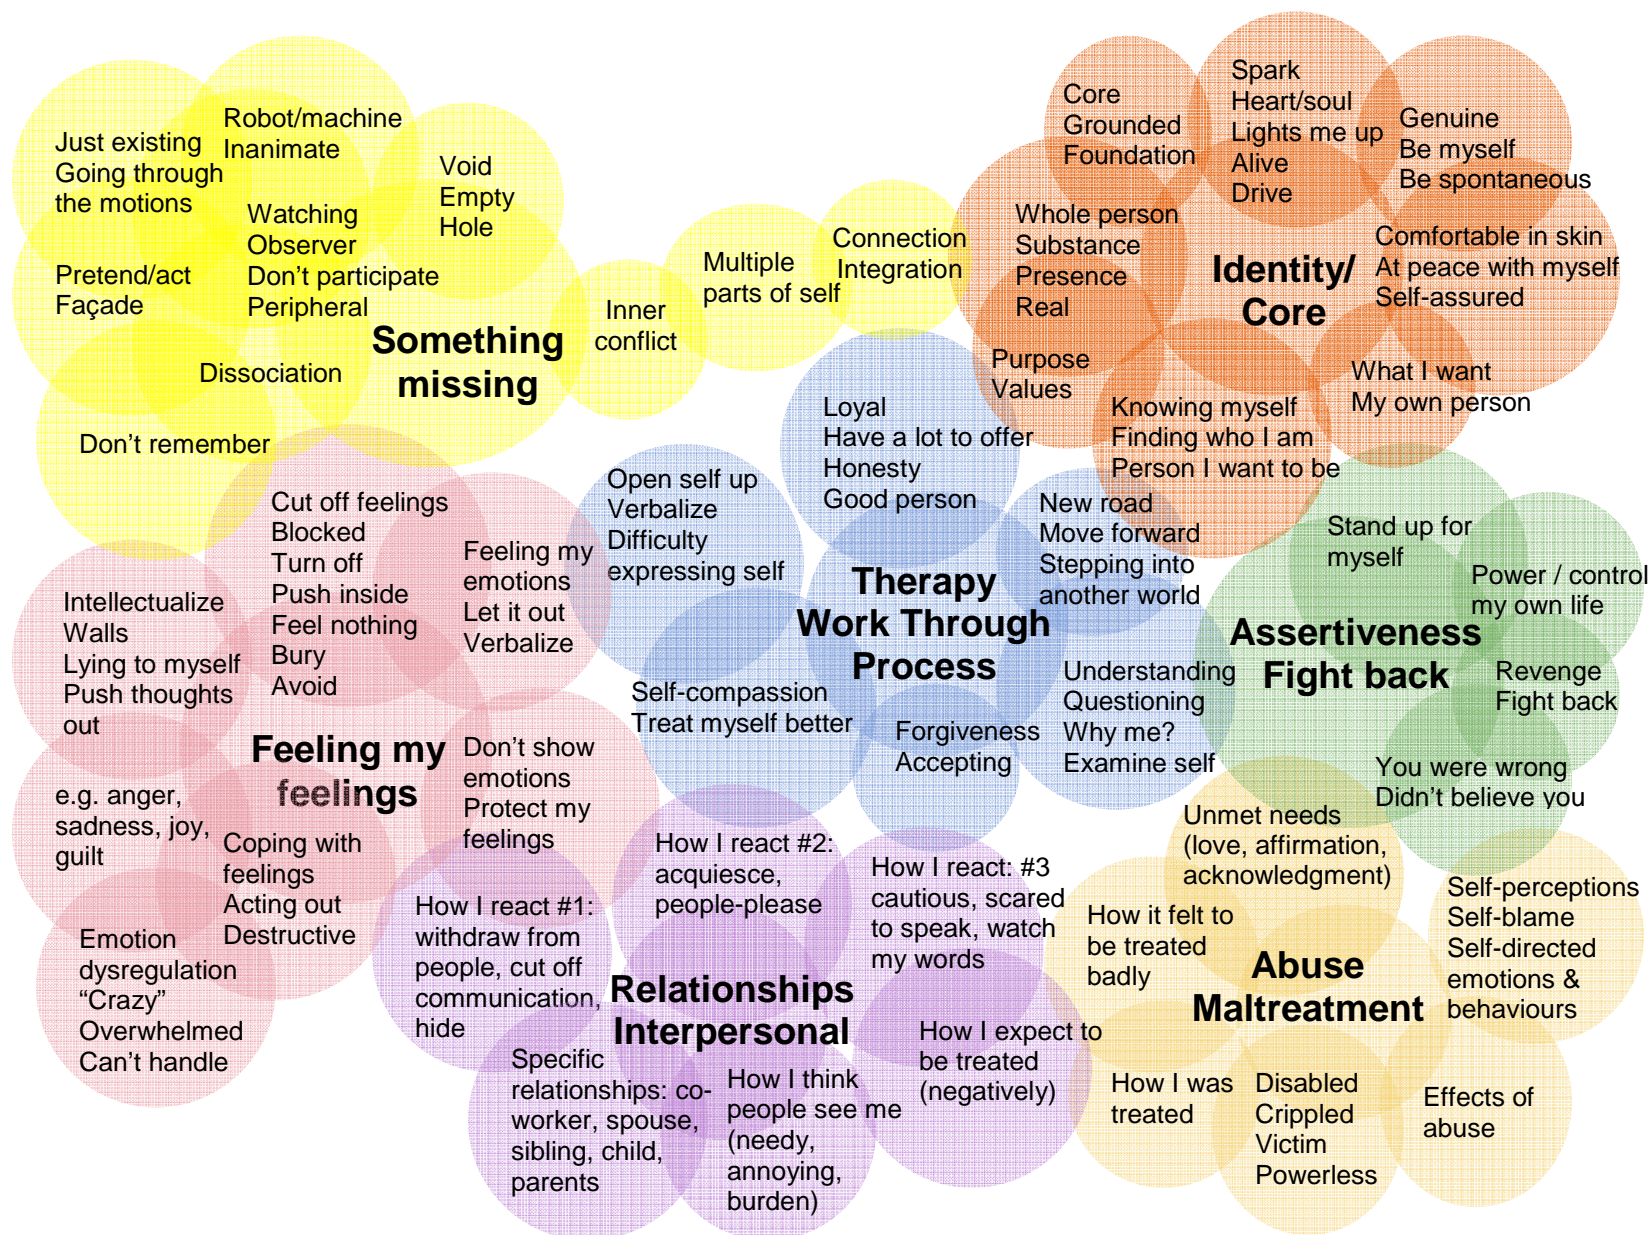 Just existing
Going through
the motions
Robot/machine
Inanimate
Void
Empty
Hole
Watching
Observer
Don't participate
Peripheral
Pretend/act
Façade
Something
missing
Dissociation
Don't remember
Inner
conflict
Multiple
parts of self
Connection
Integration
Core
Grounded
Foundation
Spark
Heart/soul
Lights me up
Alive
Drive
Genuine
Be myself
Be spontaneous
Whole person
Substance
Presence
Real
Identity/
Core
Comfortable in skin
At peace with myself
Self-assured
Purpose
Values
Knowing myself
Finding who I am
Person I want to be
What I want
My own person
Cut off feelings
Blocked
Turn off
Push inside
Feel nothing
Bury
Avoid
Feeling my
emotions
Let it out
Verbalize
Intellectualize
Walls
Lying to myself
Push thoughts
out
Feeling my
feelings
Don't show
emotions
Protect my
feelings
e.g. anger,
sadness, joy,
guilt
Coping with
feelings
Acting out
Destructive
Emotion
dysregulation
“Crazy”
Overwhelmed
Can't handle
Loyal
Have a lot to offer
Honesty
Good person
Open self up
Verbalize
Difficulty
expressing self
New road
Move forward
Stepping into
another world
Therapy
Work Through
Process
Self-compassion
Treat myself better
Forgiveness
Accepting
Understanding
Questioning
Why me?
Examine self
Stand up for
myself
Power / control
my own life
Assertiveness
Fight back
Revenge
Fight back
You were wrong
Didn't believe you
How I react #1:
withdraw from
people, cut off
communication,
hide
How I react #2:
acquiesce,
people-please
How I react: #3
cautious, scared
to speak, watch
my words
Relationships
Interpersonal
Specific
relationships: co-
worker, spouse,
sibling, child,
parents
How I think
people see me
(needy,
annoying,
burden)
How I expect to
be treated
(negatively)
Unmet needs
(love, affirmation,
acknowledgment)
How it felt to
be treated
badly
Abuse
Maltreatment
Self-perceptions
Self-blame
Self-directed
emotions &
behaviours
How I was
treated
Disabled
Crippled
Victim
Powerless
Effects of
abuse